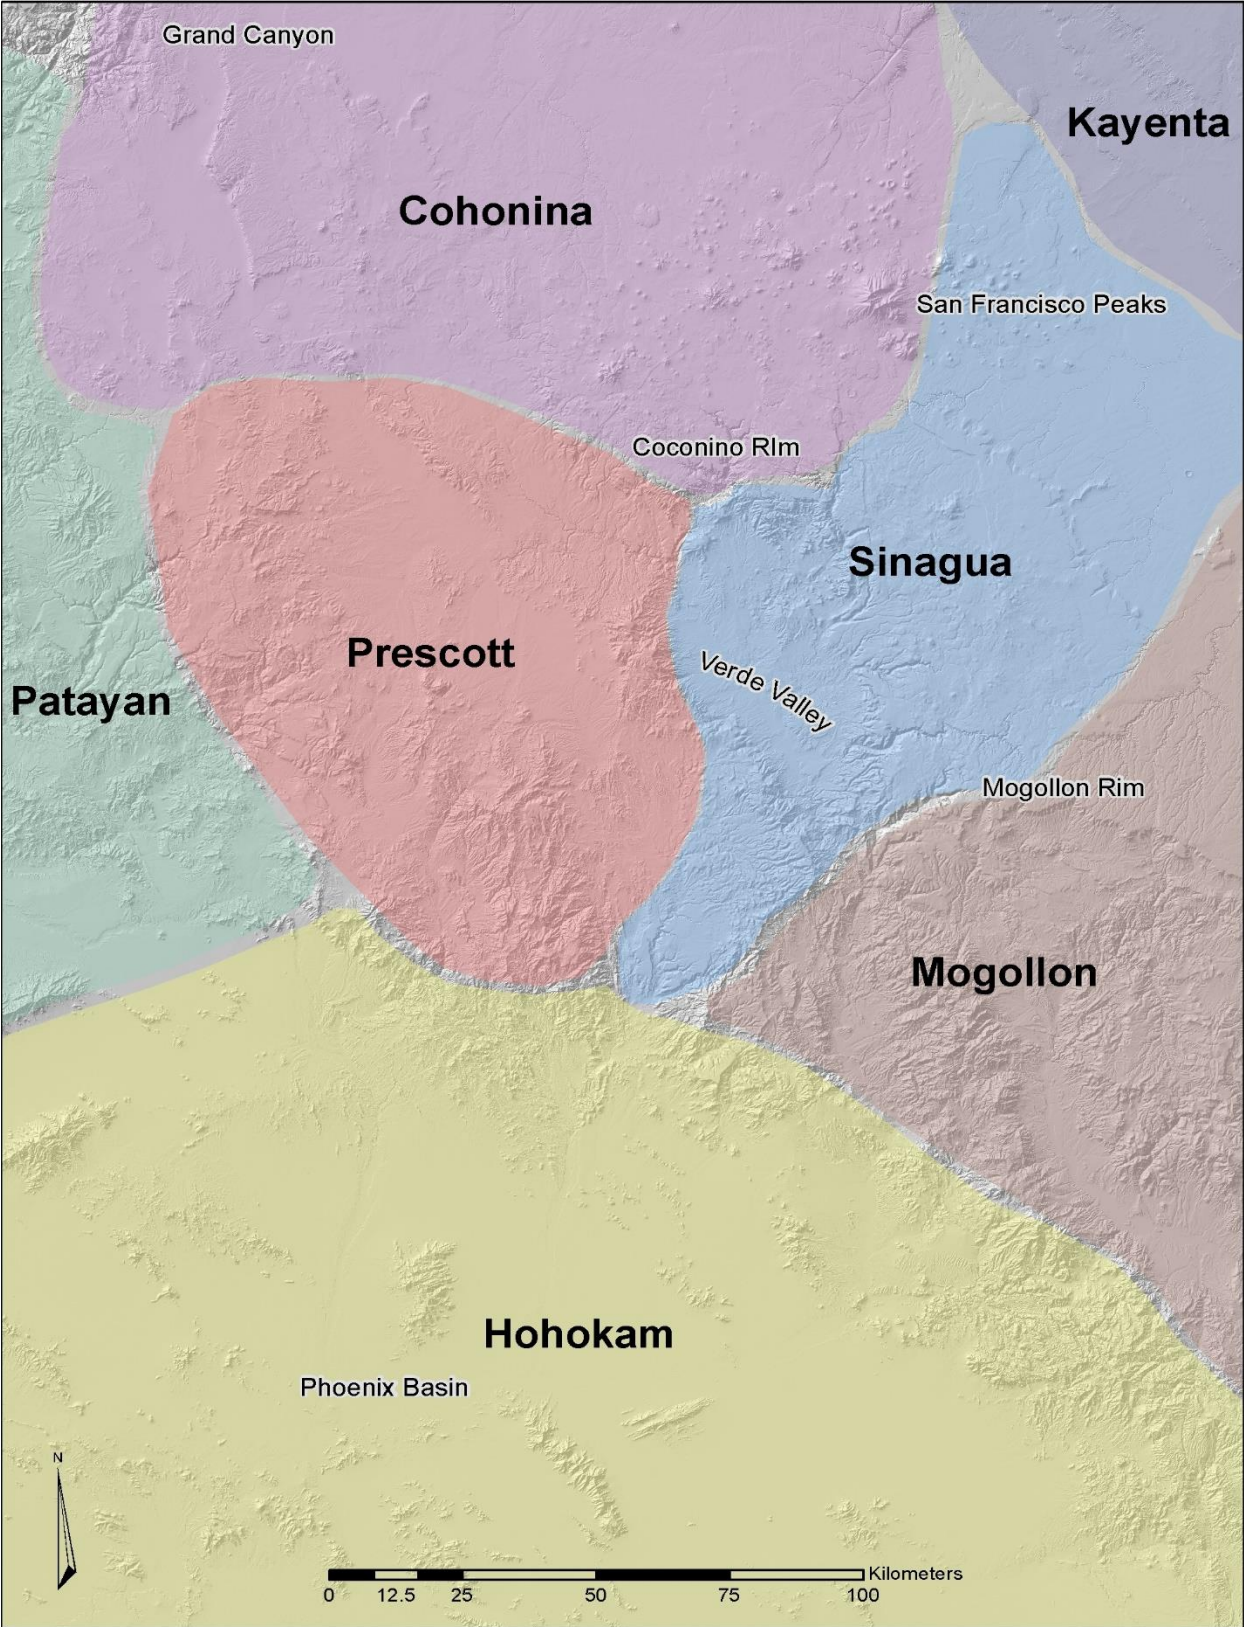 Grand Canyon
Kayenta
Cohonina
San Francisco Peaks
Coconino RIm
Sinagua
Prescott
Verde Valley
Patayan
Mogollon Rim
Mogollon
Hohokam
Phoenix Basin
N
Kilometers
0 12.5 25 50 75 100